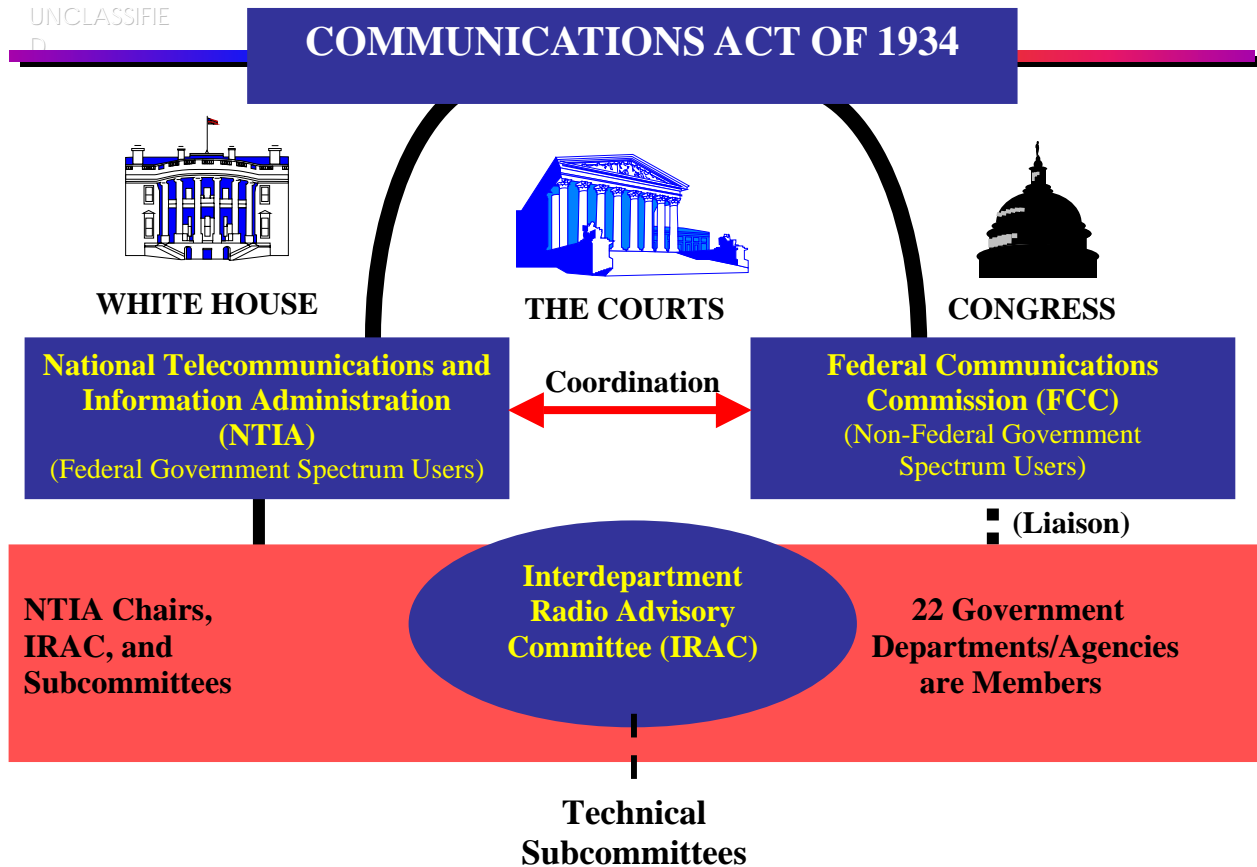 UNCLASSIFIE
D
COMMUNICATIONS ACT OF 1934
WHITE HOUSE
THE COURTS
CONGRESS
National Telecommunications and
Information Administration
(NTIA)
(Federal Government Spectrum Users)
Coordination
Federal Communications
Commission (FCC)
(Non-Federal Government
Spectrum Users)
(Liaison)
NTIA Chairs,
IRAC, and
Subcommittees
Interdepartment
Radio Advisory
Committee (IRAC)
22 Government
Departments/Agencies
are Members
Technical
Subcommittees